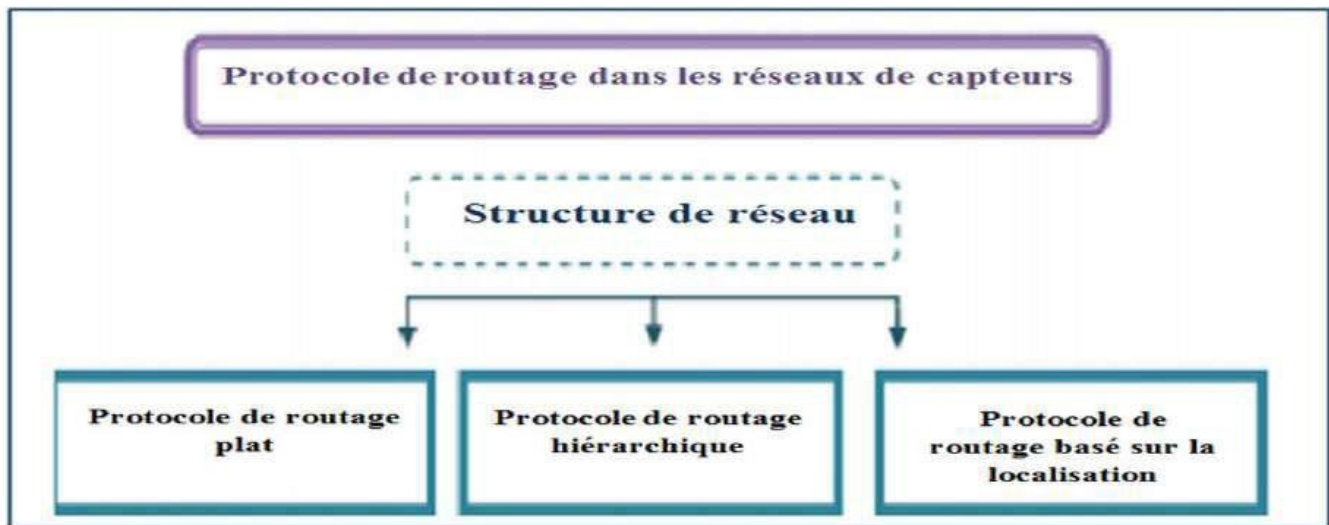 Protocole de routage dans les réseaux de capteurs
Structure de réseau
Protocole de routage
plat
Protocole de routage
hiérarchique
Protocole de
routage basé sur la
localisation